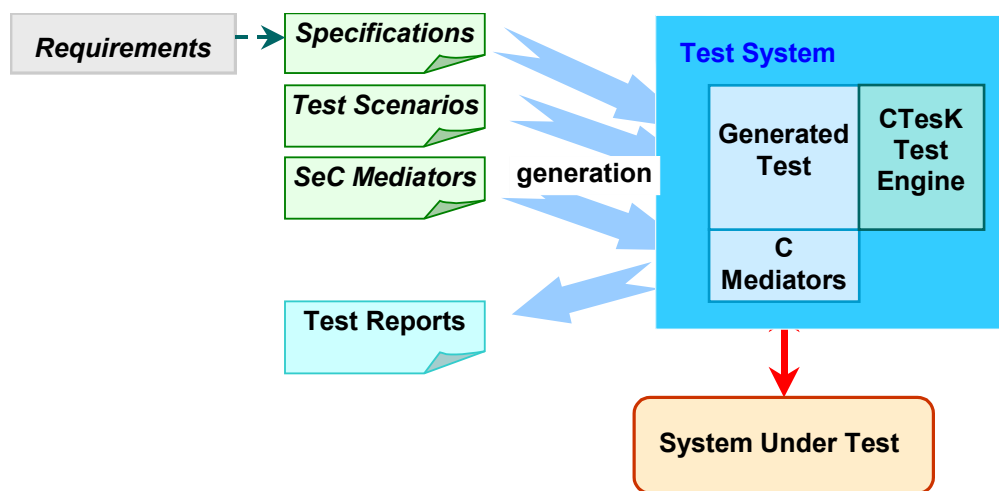 Requirements
Specifications
Test Scenarios
SeC Mediators
generation
Test Reports
Test System
Generated
Test
CTesK
Test
Engine
C
Mediators
System Under Test